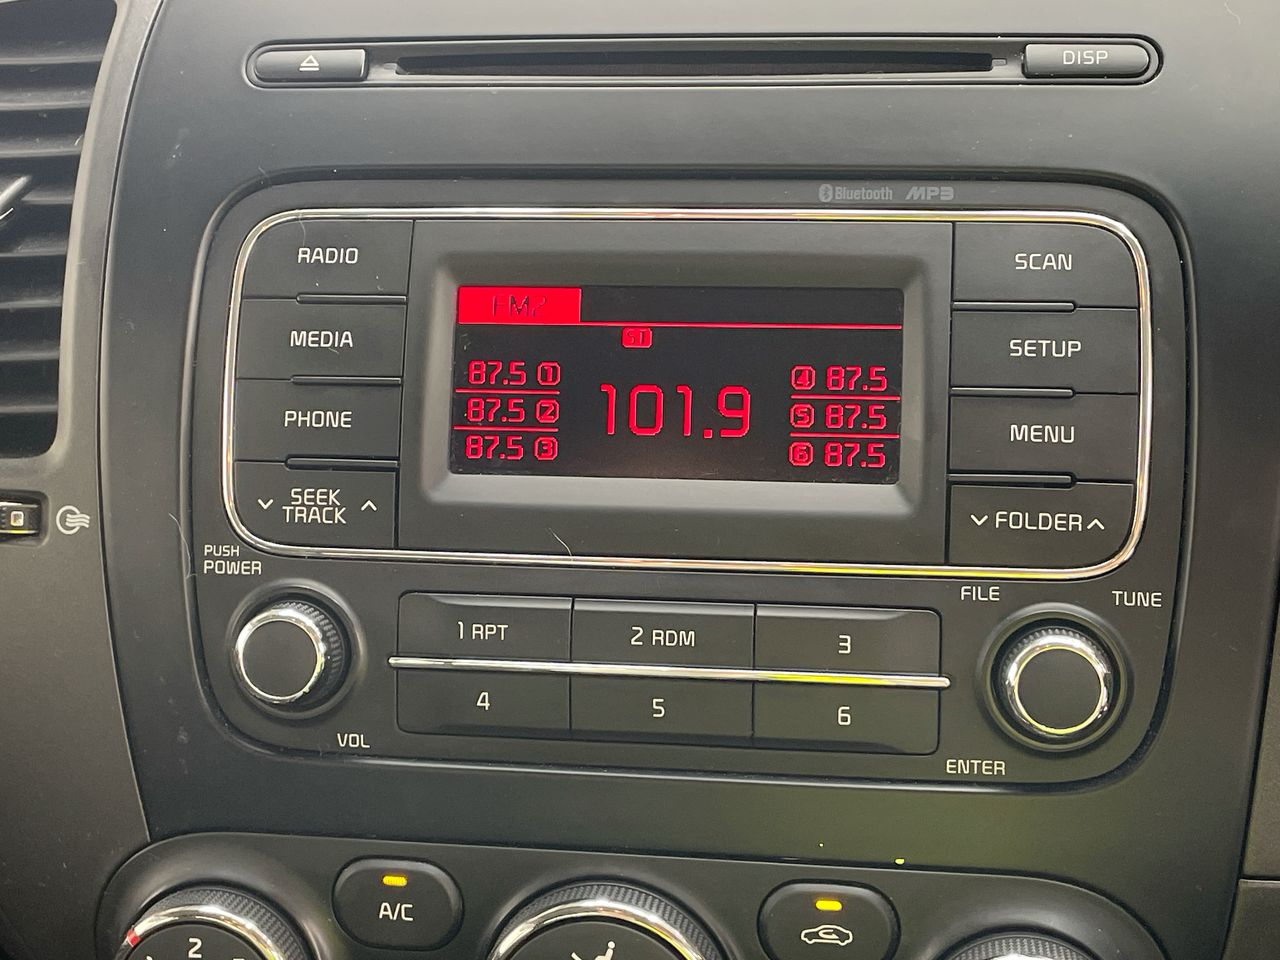 DISP
Bluetooth MP3
RADIO
MEDIA
PHONE
SEEK
TRACK
FM2
ST
87.5 1
87.5 2
87.5 3
101.9
4 87.5
5 87.5
6 87.5
SCAN
SETUP
MENU
FOLDER
PUSH
POWER
VOL
1 RPT
2 RDM
3
4
5
6
FILE
TUNE
ENTER
A/C
2